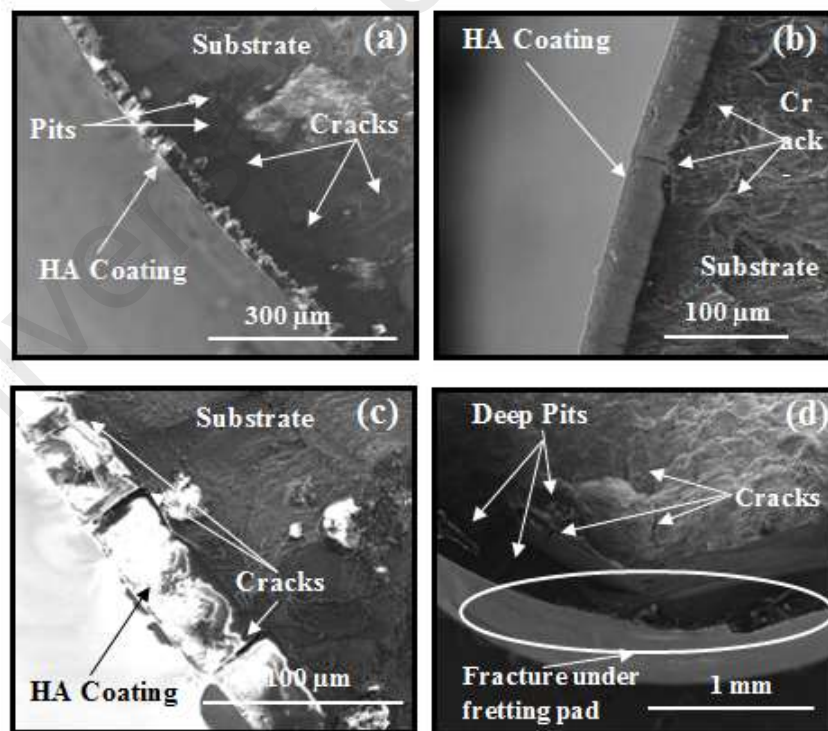 Substrate
(a)
Pits
Cracks
HA Coating
300 µm
HA Coating
(b)
Cr
ack
-
Substrate
100 µm
Substrate
(c)
Cracks
HA Coating
100 µm
Deep Pits
(d)
Cracks
Fracture under
fretting pad
1 mm